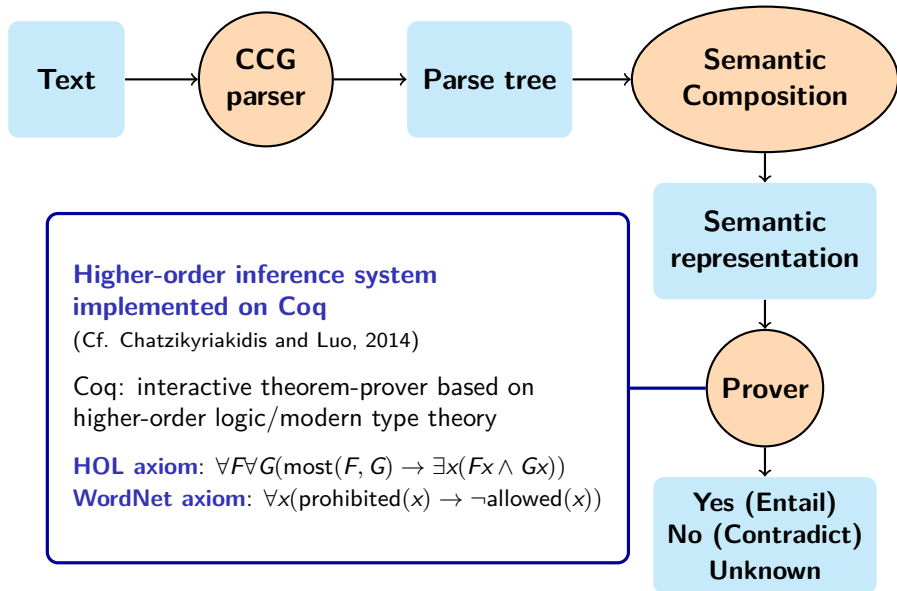 Text
CCG
parser
Parse tree
Semantic
Composition
Semantic
representation
Higher-order inference system
implemented on Coq
(Cf. Chatzikyriakidis and Luo, 2014)
Coq: interactive theorem-prover based on
higher-order logic/modern type theory
HOL axiom: ∀F∀G(most(F, G) → ∃x(Fx ∧ Gx))
WordNet axiom: ∀x(prohibited(x) → ¬allowed(x))
Prover
Yes (Entail)
No (Contradict)
Unknown